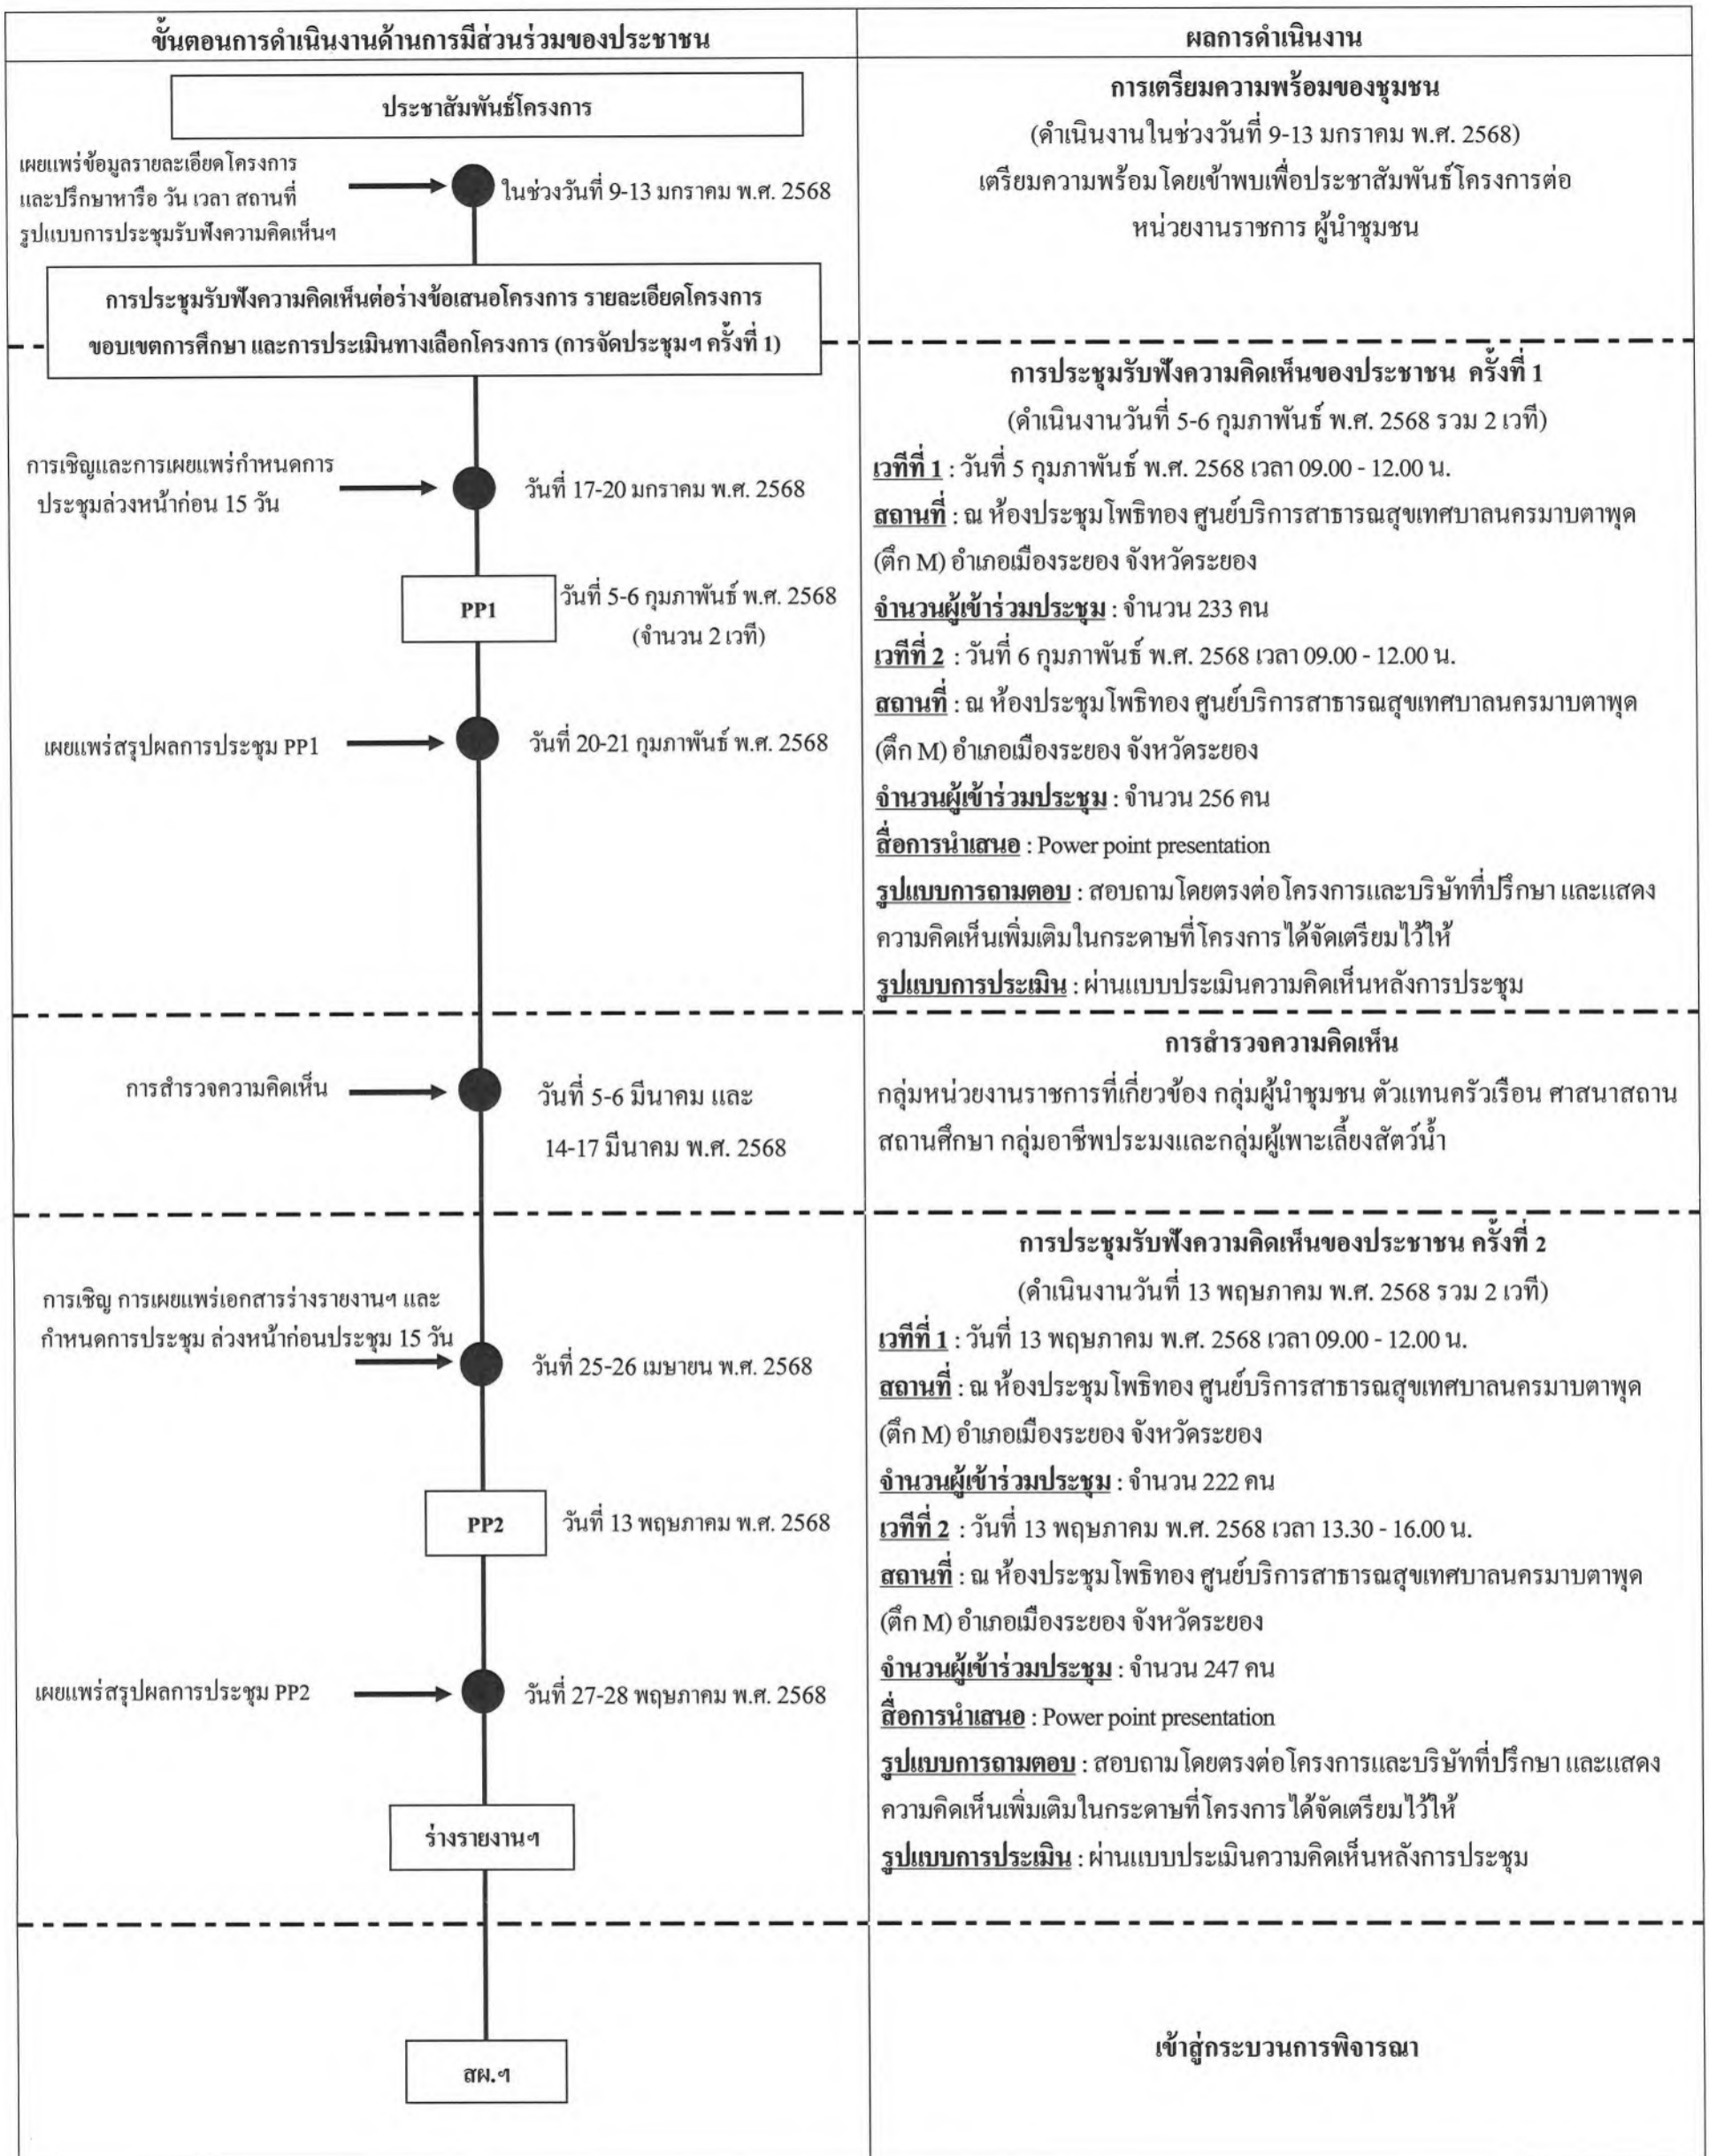 ขั้นตอนการดำเนินงานด้านการมีส่วนร่วมของประชาชน
ผลการดำเนินงาน
ประชาสัมพันธ์โครงการ
เผยแพร่ข้อมูลรายละเอียดโครงการ
และปรึกษาหารือ วัน เวลา สถานที่
รูปแบบการประชุมรับฟังความคิดเห็นฯ
ในช่วงวันที่ 9-13 มกราคม พ.ศ. 2568
การเตรียมความพร้อมของชุมชน
(ดำเนินงานในช่วงวันที่ 9-13 มกราคม พ.ศ. 2568)
เตรียมความพร้อมโดยเข้าพบเพื่อประชาสัมพันธ์โครงการต่อ
หน่วยงานราชการ ผู้นำชุมชน
การประชุมรับฟังความคิดเห็นต่อร่างข้อเสนอโครงการ รายละเอียดโครงการ
ขอบเขตการศึกษา และการประเมินทางเลือกโครงการ (การจัดประชุมฯ ครั้งที่ 1)
การเชิญและการเผยแพร่กำหนดการ
ประชุมล่วงหน้าก่อน 15 วัน
วันที่ 17-20 มกราคม พ.ศ. 2568
PP1
วันที่ 5-6 กุมภาพันธ์ พ.ศ. 2568
(จำนวน 2 เวที)
เผยแพร่สรุปผลการประชุม PP1
วันที่ 20-21 กุมภาพันธ์ พ.ศ. 2568
การประชุมรับฟังความคิดเห็นของประชาชน ครั้งที่ 1
(ดำเนินงานวันที่ 5-6 กุมภาพันธ์ พ.ศ. 2568 รวม 2 เวที)
เวทีที่ 1 : วันที่ 5 กุมภาพันธ์ พ.ศ. 2568 เวลา 09.00 - 12.00 น.
สถานที่ : ณ ห้องประชุมโพธิทอง ศูนย์บริการสาธารณสุขเทศบาลนครมาบตาพุด
(ตึก M) อำเภอเมืองระยอง จังหวัดระยอง
จำนวนผู้เข้าร่วมประชุม : จำนวน 233 คน
เวทีที่ 2 : วันที่ 6 กุมภาพันธ์ พ.ศ. 2568 เวลา 09.00 - 12.00 น.
สถานที่ : ณ ห้องประชุมโพธิทอง ศูนย์บริการสาธารณสุขเทศบาลนครมาบตาพุด
(ตึก M) อำเภอเมืองระยอง จังหวัดระยอง
จำนวนผู้เข้าร่วมประชุม : จำนวน 256 คน
สื่อการนำเสนอ : Power point presentation
รูปแบบการถามตอบ : สอบถามโดยตรงต่อโครงการและบริษัทที่ปรึกษา และแสดง
ความคิดเห็นเพิ่มเติมในกระดาษที่โครงการได้จัดเตรียมไว้ให้
รูปแบบการประเมิน : ผ่านแบบประเมินความคิดเห็นหลังการประชุม
การสำรวจความคิดเห็น
วันที่ 5-6 มีนาคม และ
14-17 มีนาคม พ.ศ. 2568
การสำรวจความคิดเห็น
กลุ่มหน่วยงานราชการที่เกี่ยวข้อง กลุ่มผู้นำชุมชน ตัวแทนครัวเรือน ศาสนาสถาน
สถานศึกษา กลุ่มอาชีพประมงและกลุ่มผู้เพาะเลี้ยงสัตว์น้ำ
การเชิญ การเผยแพร่เอกสารร่างรายงานฯ และ
กำหนดการประชุม ล่วงหน้าก่อนประชุม 15 วัน
วันที่ 25-26 เมษายน พ.ศ. 2568
PP2
วันที่ 13 พฤษภาคม พ.ศ. 2568
เผยแพร่สรุปผลการประชุม PP2
วันที่ 27-28 พฤษภาคม พ.ศ. 2568
ร่างรายงานฯ
การประชุมรับฟังความคิดเห็นของประชาชน ครั้งที่ 2
(ดำเนินงานวันที่ 13 พฤษภาคม พ.ศ. 2568 รวม 2 เวที)
เวทีที่ 1 : วันที่ 13 พฤษภาคม พ.ศ. 2568 เวลา 09.00 - 12.00 น.
สถานที่ : ณ ห้องประชุมโพธิทอง ศูนย์บริการสาธารณสุขเทศบาลนครมาบตาพุด
(ตึก M) อำเภอเมืองระยอง จังหวัดระยอง
จำนวนผู้เข้าร่วมประชุม : จำนวน 222 คน
เวทีที่ 2 : วันที่ 13 พฤษภาคม พ.ศ. 2568 เวลา 13.30 - 16.00 น.
สถานที่ : ณ ห้องประชุมโพธิทอง ศูนย์บริการสาธารณสุขเทศบาลนครมาบตาพุด
(ตึก M) อำเภอเมืองระยอง จังหวัดระยอง
จำนวนผู้เข้าร่วมประชุม : จำนวน 247 คน
สื่อการนำเสนอ : Power point presentation
รูปแบบการถามตอบ : สอบถามโดยตรงต่อโครงการและบริษัทที่ปรึกษา และแสดง
ความคิดเห็นเพิ่มเติมในกระดาษที่โครงการได้จัดเตรียมไว้ให้
รูปแบบการประเมิน : ผ่านแบบประเมินความคิดเห็นหลังการประชุม
สผ.ฯ
เข้าสู่กระบวนการพิจารณา